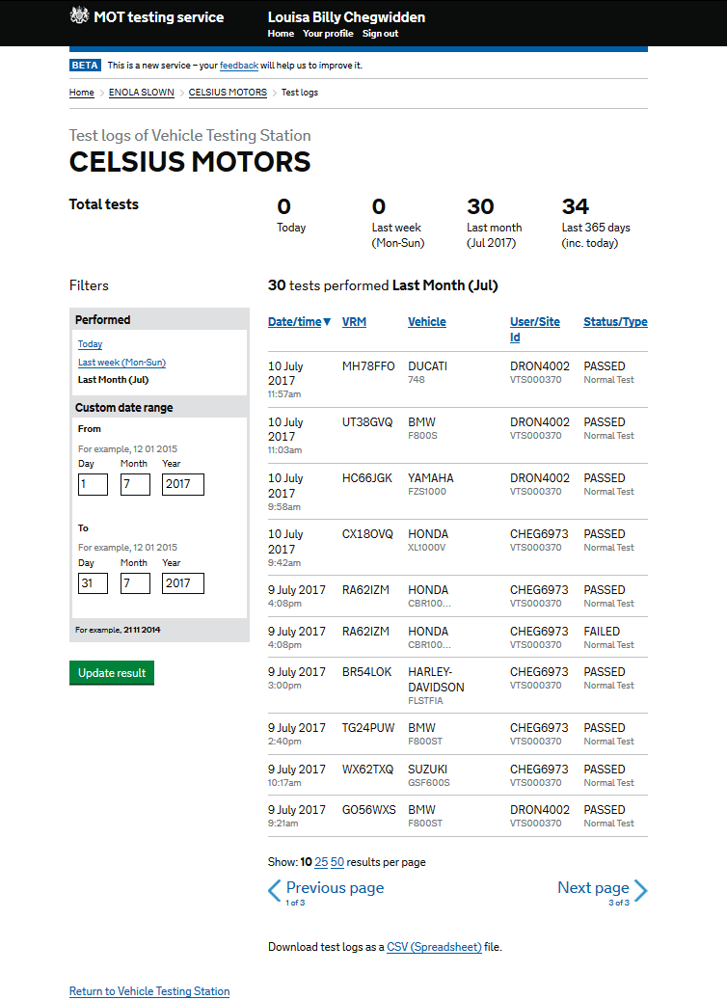 MOT testing service
Louisa Billy Chegwidden
Home Your profile Sign out
BETA This is a new service – your feedback will help us to improve it.
Home > ENOLA SLOWN > CELSIUS MOTORS > Test logs
Test logs of Vehicle Testing Station
CELSIUS MOTORS
Total tests
0 0 30 34
Today Last week Last month Last 365 days
(Mon-Sun) (Jul 2017) (inc. today)
Filters
Performed
Today
Last week (Mon-Sun)
Last Month (Jul)
Custom date range
From
For example, 12 01 2015
Day Month Year
1 7 2017
To
For example, 12 01 2015
Day Month Year
31 7 2017
For example, 21 11 2014
Update result
30 tests performed Last Month (Jul)
Date/time▼ VRM Vehicle User/Site Status/Type
Id
10 July MH78FFO DUCATI DRON4002 PASSED
2017 748 VTS000370 Normal Test
11:57am
10 July UT38GVQ BMW DRON4002 PASSED
2017 F800S VTS000370 Normal Test
11:03am
10 July HC66JGK YAMAHA DRON4002 PASSED
2017 FZS1000 VTS000370 Normal Test
9:58am
10 July CX18OVQ HONDA CHEG6973 PASSED
2017 XL1000V VTS000370 Normal Test
9:42am
9 July 2017 RA62IZM HONDA CHEG6973 PASSED
4:08pm CBR100... VTS000370 Normal Test
9 July 2017 RA62IZM HONDA CHEG6973 FAILED
4:08pm CBR100... VTS000370 Normal Test
9 July 2017 BR54LOK HARLEY- CHEG6973 PASSED
3:00pm DAVIDSON VTS000370 Normal Test
FLSTFIA
9 July 2017 TG24PUW BMW CHEG6973 PASSED
2:40pm F800ST VTS000370 Normal Test
9 July 2017 WX62TXQ SUZUKI CHEG6973 PASSED
10:17am GSF600S VTS000370 Normal Test
9 July 2017 GO56WXS BMW DRON4002 PASSED
9:21am F800ST VTS000370 Normal Test
Show: 10 25 50 results per page
Previous page Next page
1 of 3 3 of 3
Download test logs as a CSV (Spreadsheet) file.
Return to Vehicle Testing Station